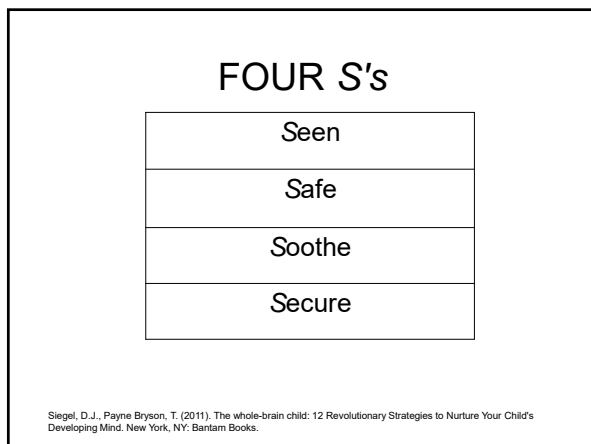 FOUR S's
Seen
Safe
Soothe
Secure
Siegel, D.J., Payne Bryson, T. (2011). The whole-brain child: 12 Revolutionary Strategies to Nurture Your Child's
Developing Mind. New York, NY: Bantam Books.